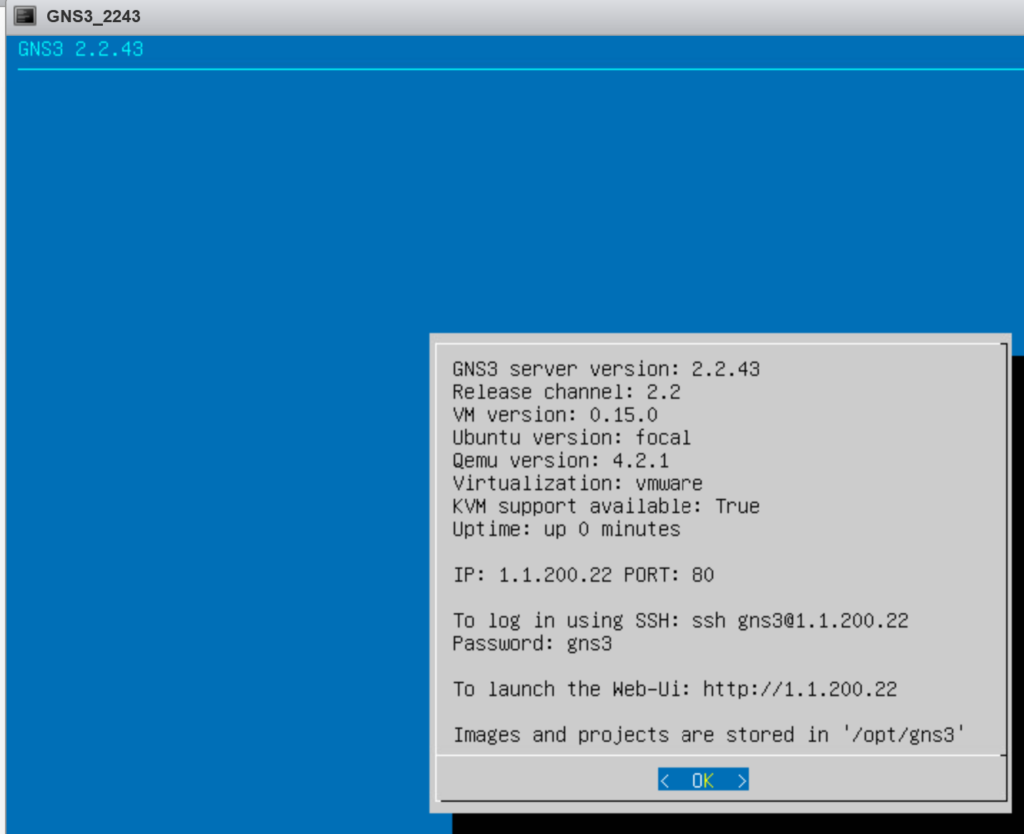 GNS3_2243
GNS3 2.2.43
GNS3 server version: 2.2.43
Release channel: 2.2
VM version: 0.15.0
Ubuntu version: focal
Qemu version: 4.2.1
Virtualization: vmware
KVM support available: True
Uptime: up 0 minutes
IP: 1.1.200.22 PORT: 80
To log in using SSH: ssh gns3@1.1.200.22
Password: gns3
To launch the Web-Ui: http://1.1.200.22
Images and projects are stored in '/opt/gns3'
< OK >